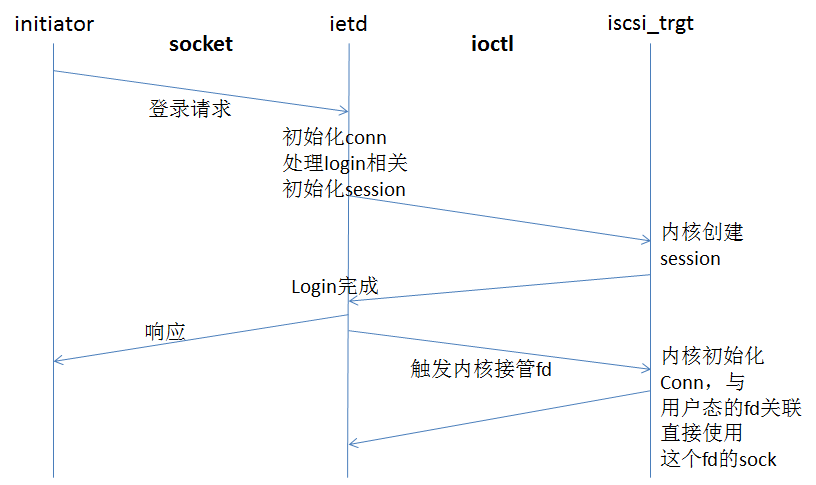 initiator
ietd
iscsi_trgt
socket
ioctl
登录请求
初始化conn
处理login相关
初始化session
内核创建
session
Login完成
响应
触发内核接管fd
内核初始化
Conn，与
用户态的fd关联
直接使用
这个fd的sock